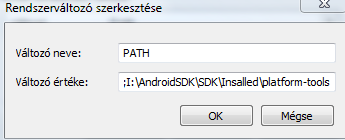 Rendszerváltozó szerkesztése
Változó neve: PATH
Változó értéke: ;I:\AndroidSDK\SDK\Insalled\platform-tools
OK Mégse